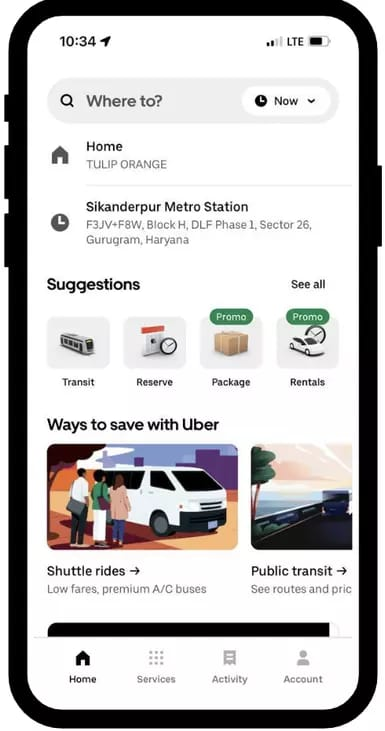 10:34
LTE
Where to?
Now
Home
TULIP ORANGE
Sikanderpur Metro Station
F3JV+F8W, Block H, DLF Phase 1, Sector 26,
Gurugram, Haryana
Suggestions
See all
Promo
Promo
Transit
Reserve
Package
Rentals
Ways to save with Uber
Shuttle rides →
Public transit →
Low fares, premium A/C buses
See routes and pric
Home
Services
Activity
Account